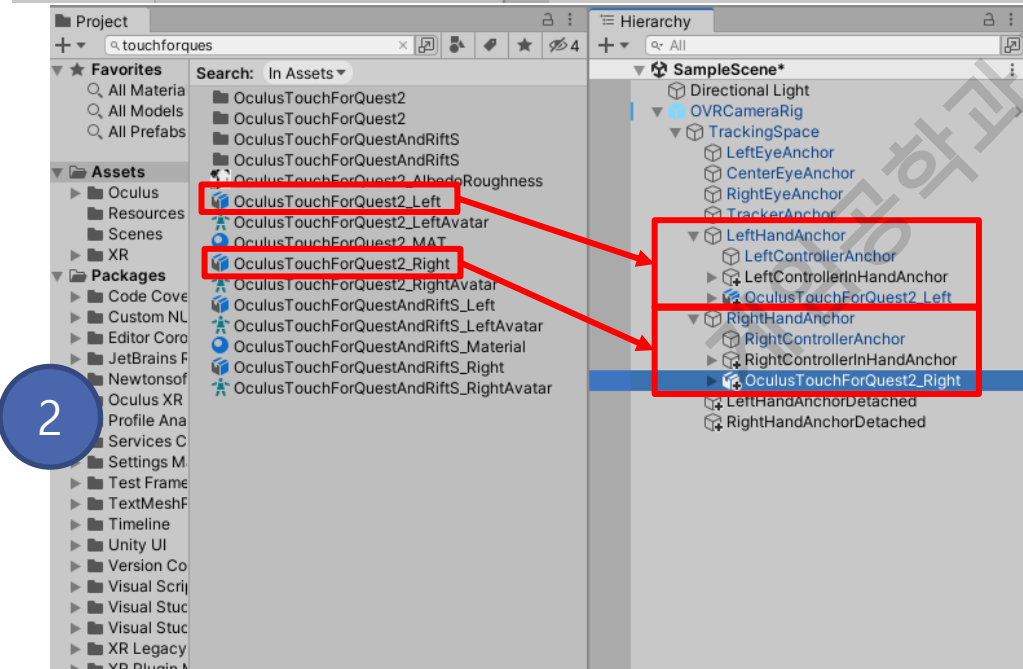 Project
touchforques
4
Favorites
All Materia
All Models
All Prefabs
Assets
Oculus
Resources
Scenes
XR
Packages
Code Cove
Custom NU
Editor Coro
JetBrains R
Newtonsof
Oculus XR
Profile Ana
Services C
Settings M
Test Frame
TextMeshP
Timeline
Unity UI
Version Co
Visual Scrip
Visual Stud
Visual Stud
XR Legacy
XR Plugin M
Search: In Assets
OculusTouchForQuest2
OculusTouchForQuest2
OculusTouchForQuestAndRiftS
OculusTouchForQuestAndRiftS
OculusTouchForQuest2_AlbedoRoughness
OculusTouchForQuest2_Left
OculusTouchForQuest2_LeftAvatar
OculusTouchForQuest2_MAT
OculusTouchForQuest2_Right
OculusTouchForQuest2_RightAvatar
OculusTouchForQuestAndRiftS_Left
OculusTouchForQuestAndRiftS_LeftAvatar
OculusTouchForQuestAndRiftS_Material
OculusTouchForQuestAndRiftS_Right
OculusTouchForQuestAndRiftS_RightAvatar
Hierarchy
All
SampleScene*
Directional Light
OVRCameraRig
TrackingSpace
LeftEyeAnchor
CenterEyeAnchor
RightEyeAnchor
TrackerAnchor
LeftHandAnchor
LeftControllerAnchor
LeftControllerInHandAnchor
OculusTouchForQuest2_Left
RightHandAnchor
RightControllerAnchor
RightControllerInHandAnchor
OculusTouchForQuest2_Right
LeftHandAnchorDetached
RightHandAnchorDetached
2